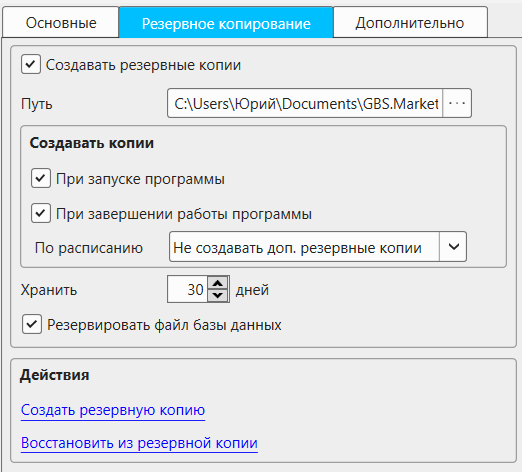 Основные Резервное копирование Дополнительно
Создавать резервные копии
Путь C:\Users\Юрий\Documents\GBS.Market ...
Создавать копии
При запуске программы
При завершении работы программы
По расписанию Не создавать доп. резервные копии
Хранить 30 дней
Резервировать файл базы данных
Действия
Создать резервную копию
Восстановить из резервной копии